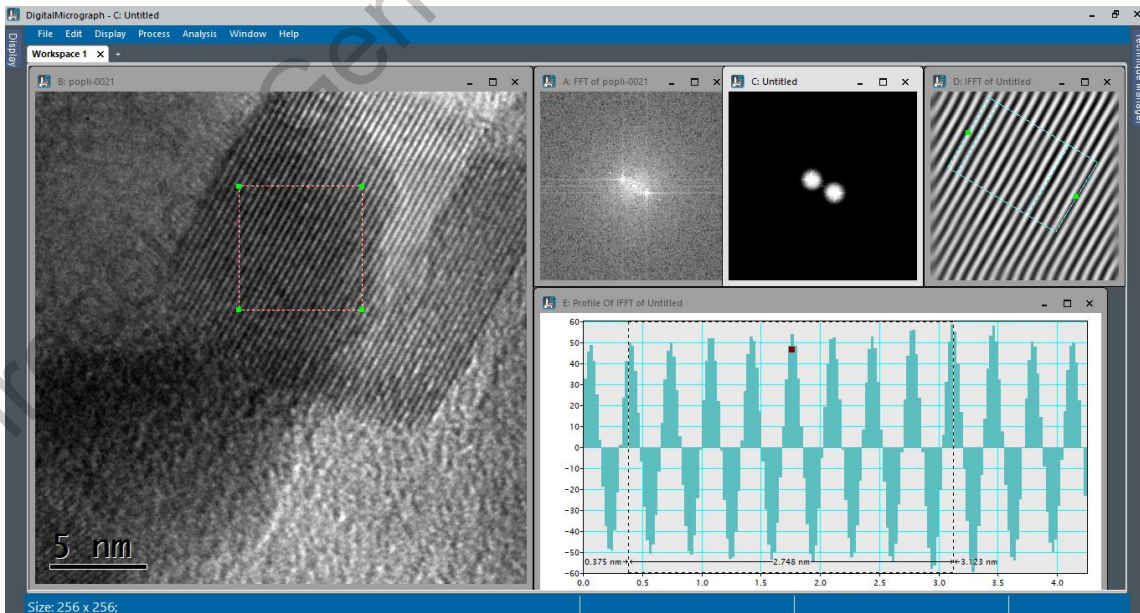 DigitalMicrograph - C: Untitled
File Edit Display Process Analysis Window Help
Display
Workspace 1 X +
Technique Manager
B: popli-0021
A: FFT of popli-0021
C: Untitled
D: IFFT of Untitled
E: Profile Of IFFT of Untitled
60
50
40
30
20
10
0
-10
-20
-30
-40
-50
-60
0.375 nm
2.748 nm
3.123 nm
0.0 0.5 1.0 1.5 2.0 2.5 3.0 3.5 4.0
5 nm
Size: 256 x 256;